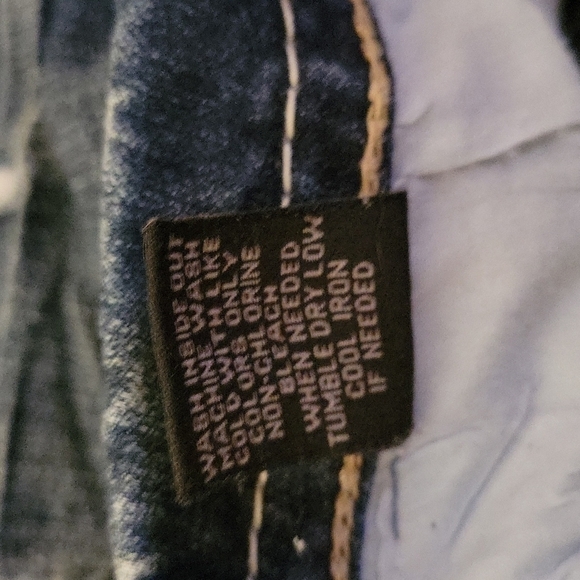 WASH INSIDE OUT
MACHINE WASH
COLD WITH LIKE
COLORS ONLY
NON-CHLORINE
BLEACH
WHEN NEEDED
TUMBLE DRY LOW
COOL IRON
IF NEEDED